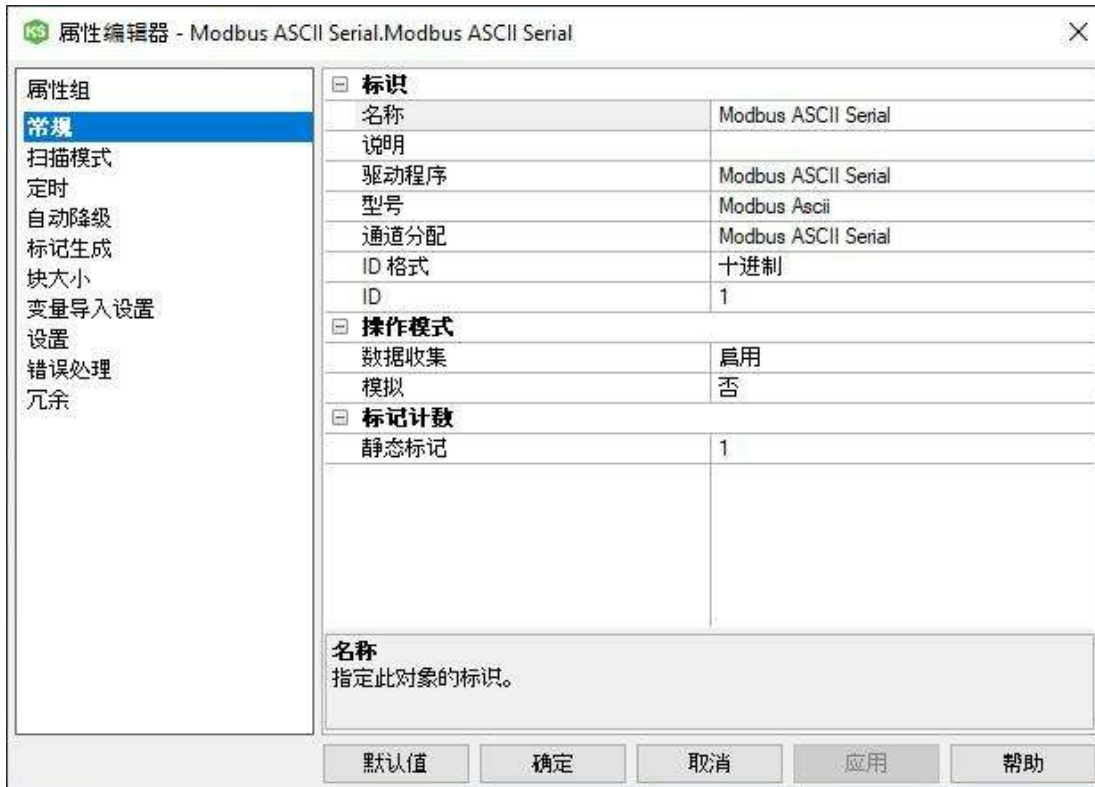 KS 属性编辑器 - Modbus ASCII Serial.Modbus ASCII Serial
属性组
常规
扫描模式
定时
自动降级
标记生成
块大小
变量导入设置
设置
错误处理
冗余
标识
名称 Modbus ASCII Serial
说明
驱动程序 Modbus ASCII Serial
型号 Modbus Ascii
通道分配 Modbus ASCII Serial
ID 格式 十进制
ID 1
操作模式
数据收集 启用
模拟 否
标记计数
静态标记 1
名称
指定此对象的标识。
默认值 确定 取消 应用 帮助